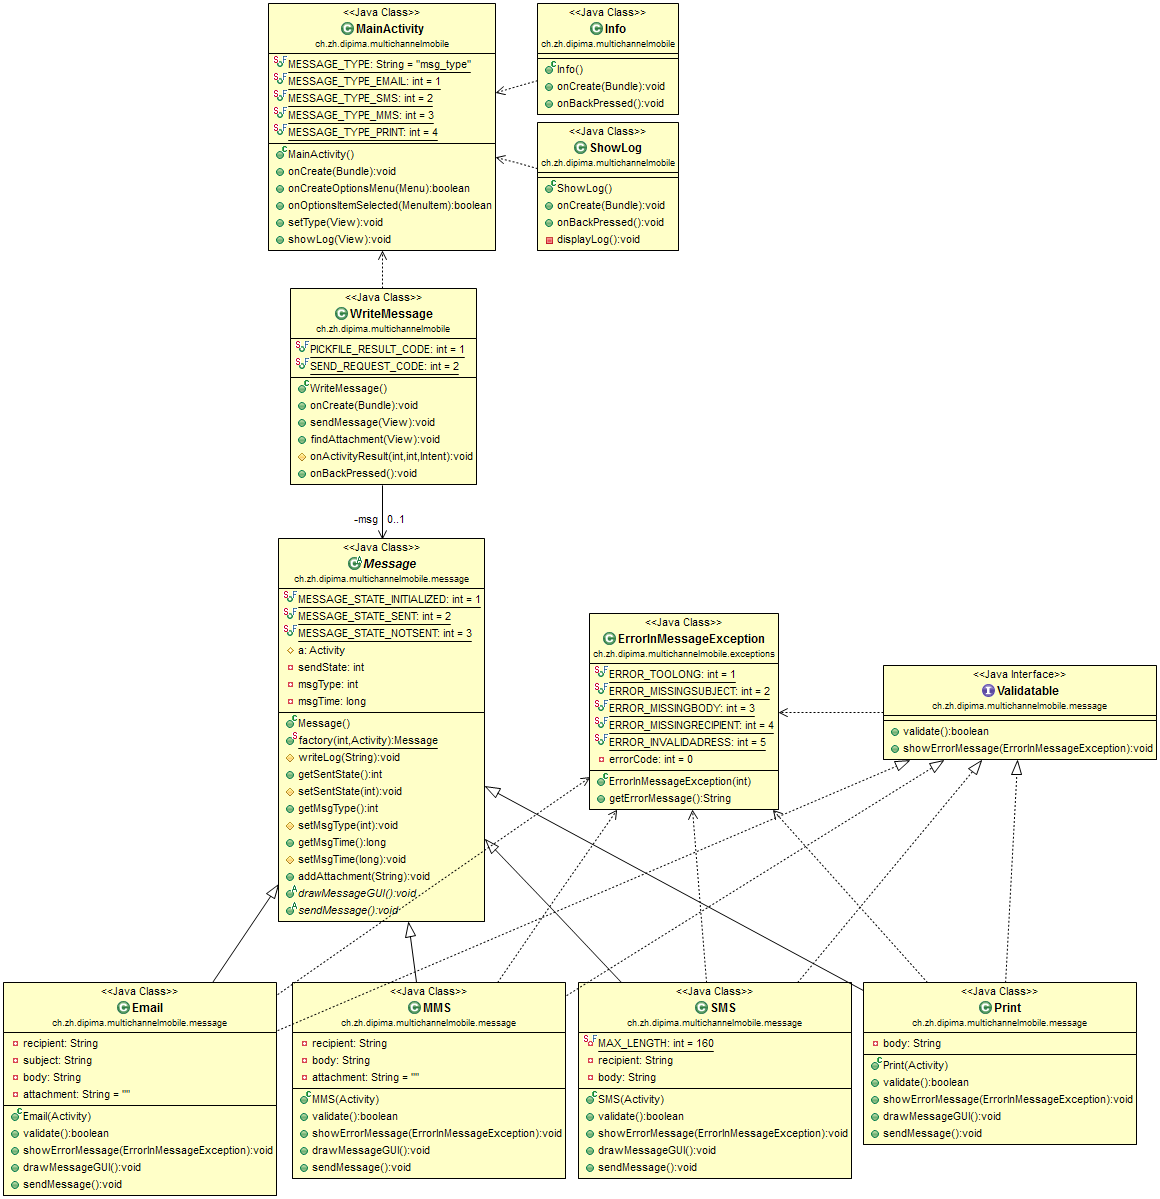 <<Java Class>>
MainActivity
ch.zh.dipima.multichannelmobile
MESSAGE_TYPE: String = "msg_type"
MESSAGE_TYPE_EMAIL: int = 1
MESSAGE_TYPE_SMS: int = 2
MESSAGE_TYPE_MMS: int = 3
MESSAGE_TYPE_PRINT: int = 4
MainActivity()
onCreate(Bundle):void
onCreateOptionsMenu(Menu):boolean
onOptionsItemSelected(MenuItem):boolean
setType(View):void
showLog(View):void
<<Java Class>>
Info
ch.zh.dipima.multichannelmobile
Info()
onCreate(Bundle):void
onBackPressed():void
<<Java Class>>
ShowLog
ch.zh.dipima.multichannelmobile
ShowLog()
onCreate(Bundle):void
onBackPressed():void
displayLog():void
<<Java Class>>
WriteMessage
ch.zh.dipima.multichannelmobile
PICKFILE_RESULT_CODE: int = 1
SEND_REQUEST_CODE: int = 2
WriteMessage()
onCreate(Bundle):void
sendMessage(View):void
findAttachment(View):void
onActivityResult(int,int,Intent):void
onBackPressed():void
-msg 0..1
<<Java Class>>
Message
ch.zh.dipima.multichannelmobile.message
MESSAGE_STATE_INITIALIZED: int = 1
MESSAGE_STATE_SENT: int = 2
MESSAGE_STATE_NOTSENT: int = 3
a: Activity
sendState: int
msgType: int
msgTime: long
Message()
factory(int,Activity):Message
writeLog(String):void
getSentState():int
setSentState(int):void
getMsgType():int
setMsgType(int):void
getMsgTime():long
setMsgTime(long):void
addAttachment(String):void
drawMessageGUI():void
sendMessage():void
<<Java Class>>
ErrorInMessageException
ch.zh.dipima.multichannelmobile.exceptions
ERROR_TOOLONG: int = 1
ERROR_MISSINGSUBJECT: int = 2
ERROR_MISSINGBODY: int = 3
ERROR_MISSINGRECIPIENT: int = 4
ERROR_INVALIDADRESS: int = 5
errorCode: int = 0
ErrorInMessageException(int)
getErrorMessage():String
<<Java Interface>>
Validatable
ch.zh.dipima.multichannelmobile.message
validate():boolean
showErrorMessage(ErrorInMessageException):void
<<Java Class>>
Email
ch.zh.dipima.multichannelmobile.message
recipient: String
subject: String
body: String
attachment: String = ""
Email(Activity)
validate():boolean
showErrorMessage(ErrorInMessageException):void
drawMessageGUI():void
sendMessage():void
<<Java Class>>
MMS
ch.zh.dipima.multichannelmobile.message
recipient: String
body: String
attachment: String = ""
MMS(Activity)
validate():boolean
showErrorMessage(ErrorInMessageException):void
drawMessageGUI():void
sendMessage():void
<<Java Class>>
SMS
ch.zh.dipima.multichannelmobile.message
MAX_LENGTH: int = 160
recipient: String
body: String
SMS(Activity)
validate():boolean
showErrorMessage(ErrorInMessageException):void
drawMessageGUI():void
sendMessage():void
<<Java Class>>
Print
ch.zh.dipima.multichannelmobile.message
body: String
Print(Activity)
validate():boolean
showErrorMessage(ErrorInMessageException):void
drawMessageGUI():void
sendMessage():void